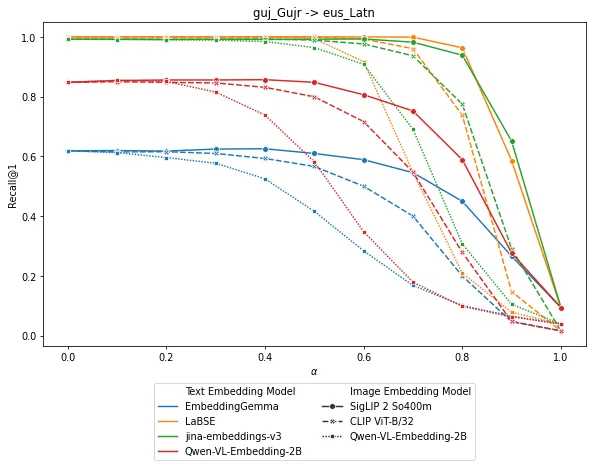 guj_Gujr -> eus_Latn
Recall@1
1.0
0.8
0.6
0.4
0.2
0.0
0.0 0.2 0.4 0.6 0.8 1.0
α
Text Embedding Model
EmbeddingGemma
LaBSE
jina-embeddings-v3
Qwen-VL-Embedding-2B
Image Embedding Model
SigLIP 2 So400m
CLIP ViT-B/32
Qwen-VL-Embedding-2B